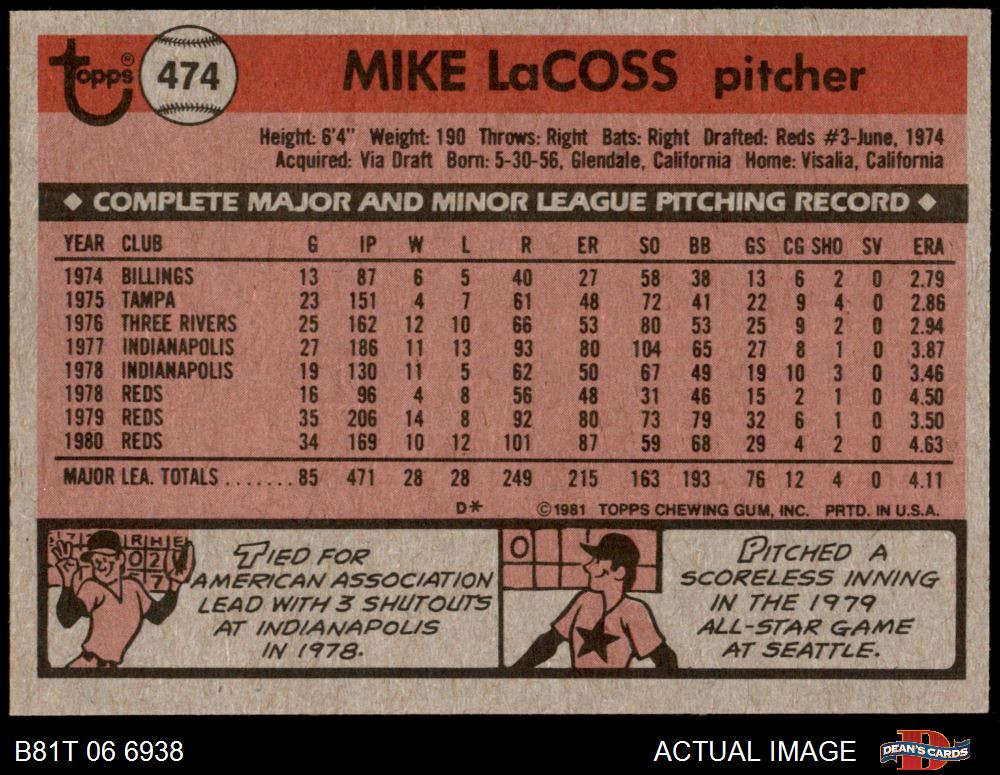 Topps®
474
MIKE LaCOSS pitcher
Height: 6'4" Weight: 190 Throws: Right Bats: Right Drafted: Reds #3-June, 1974
Acquired: Via Draft Born: 5-30-56, Glendale, California Home: Visalia, California
◆ COMPLETE MAJOR AND MINOR LEAGUE PITCHING RECORD ◆
YEAR CLUB G IP W L R ER SO BB GS CG SHO SV ERA
1974 BILLINGS 13 87 6 5 40 27 58 38 13 6 2 0 2.79
1975 TAMPA 23 151 4 7 61 48 72 41 22 9 4 0 2.86
1976 THREE RIVERS 25 162 12 10 66 53 80 53 25 9 2 0 2.94
1977 INDIANAPOLIS 27 186 11 13 93 80 104 65 27 8 1 0 3.87
1978 INDIANAPOLIS 19 130 11 5 62 50 67 49 19 10 3 0 3.46
1978 REDS 16 96 4 8 56 48 31 46 15 2 1 0 4.50
1979 REDS 35 206 14 8 92 80 73 79 32 6 1 0 3.50
1980 REDS 34 169 10 12 101 87 59 68 29 4 2 0 4.63
MAJOR LEA. TOTALS ....... 85 471 28 28 249 215 163 193 76 12 4 0 4.11
D* ©1981 TOPPS CHEWING GUM, INC. PRTD. IN U.S.A.
RHE
TIED FOR
AMERICAN ASSOCIATION
LEAD WITH 3 SHUTOUTS
AT INDIANAPOLIS
IN 1978.
0
PITCHED A
SCORELESS INNING
IN THE 1979
ALL-STAR GAME
AT SEATTLE.
B81T 06 6938
ACTUAL IMAGE
DEAN'S CARDS